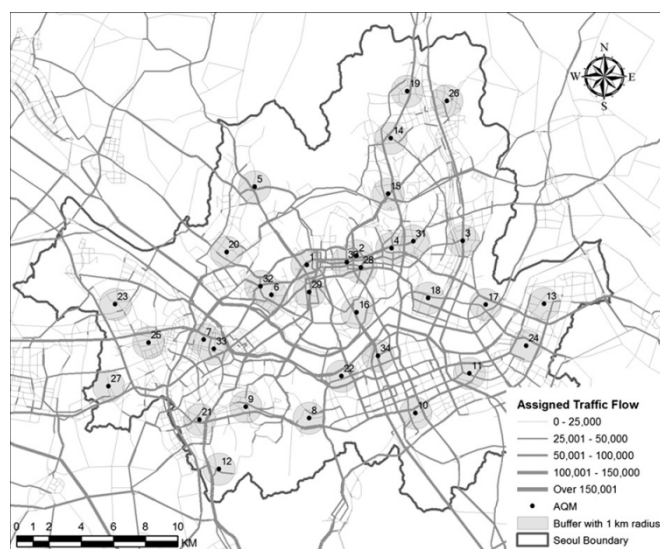 N
W E
S
19
26
14
5
15
20
31
3
2
4
1
30
28
32
6
29
18
17
13
23
16
7
33
25
24
34
22
11
27
9
21
8
10
12
Assigned Traffic Flow
0 - 25,000
25,001 - 50,000
50,001 - 100,000
100,001 - 150,000
Over 150,001
AQM
Buffer with 1 km radius
Seoul Boundary
0 1 2 4 6 8 10
KM